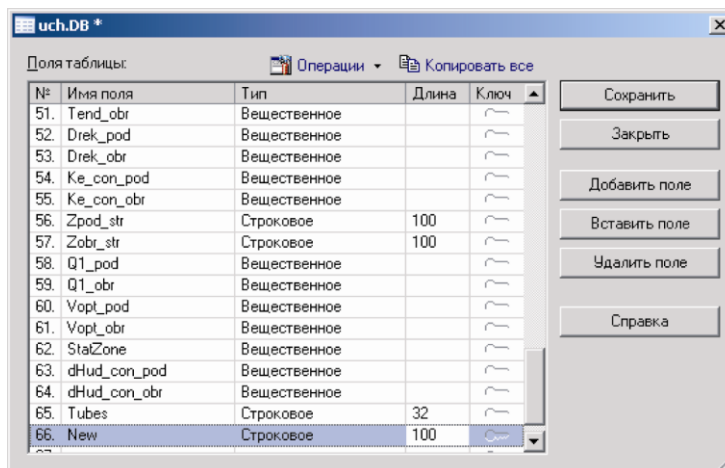 uch.DB *
Поля таблицы: Операции Копировать все
№ Имя поля Тип Длина Ключ
51. Tend_obr Вещественное
52. Drek_pod Вещественное
53. Drek_obr Вещественное
54. Ke_con_pod Вещественное
55. Ke_con_obr Вещественное
56. Zpod_str Строковое 100
57. Zobr_str Строковое 100
58. Q1_pod Вещественное
59. Q1_obr Вещественное
60. Vopt_pod Вещественное
61. Vopt_obr Вещественное
62. StatZone Вещественное
63. dHud_con_pod Вещественное
64. dHud_con_obr Вещественное
65. Tubes Строковое 32
66. New Строковое 100
Сохранить
Закрыть
Добавить поле
Вставить поле
Удалить поле
Справка